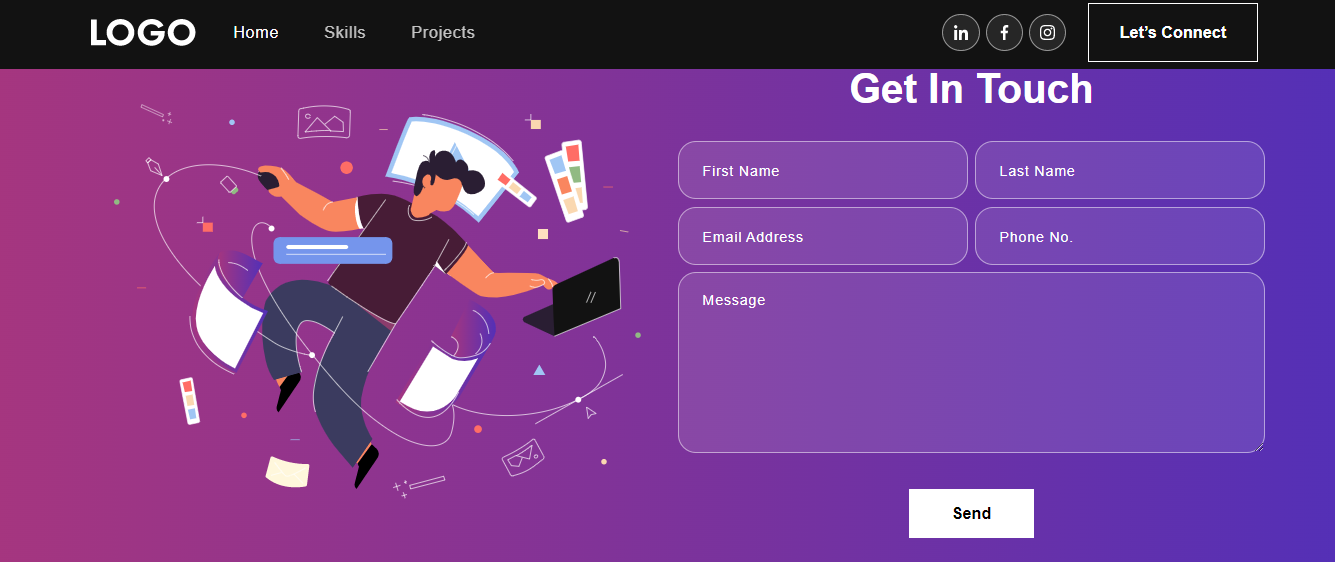 LOGO Home Skills Projects Let’s Connect
Get In Touch
First Name Last Name
Email Address Phone No.
Message
Send